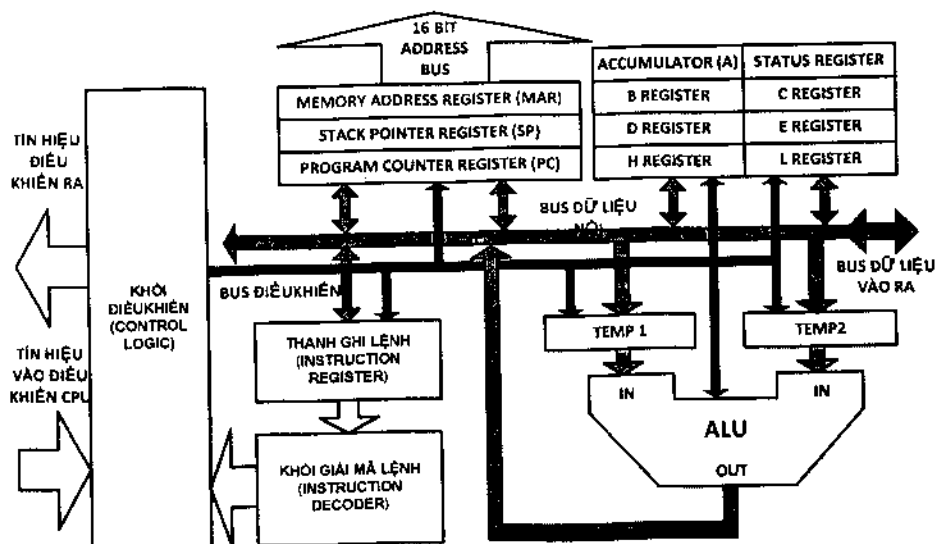 16 BIT
ADDRESS
BUS
MEMORY ADDRESS REGISTER (MAR)
STACK POINTER REGISTER (SP)
PROGRAM COUNTER REGISTER (PC)
ACCUMULATOR (A)
STATUS REGISTER
B REGISTER
C REGISTER
D REGISTER
E REGISTER
H REGISTER
L REGISTER
TÍN HIỆU
ĐIỀU
KHIỂN RA
BUS DỮ LIỆU
NỘI
BUS DỮ LIỆU
VÀO RA
BUS ĐIỀUKHIỂN
KHỐI
ĐIỀUKHIỂN
(CONTROL
LOGIC)
TÍN HIỆU
VÀO ĐIỀU
KHIỂN CPU
THANH GHI LỆNH
(INSTRUCTION
REGISTER)
TEMP 1
TEMP2
IN
IN
ALU
OUT
KHỐI GIẢI MÃ LỆNH
(INSTRUCTION
DECODER)